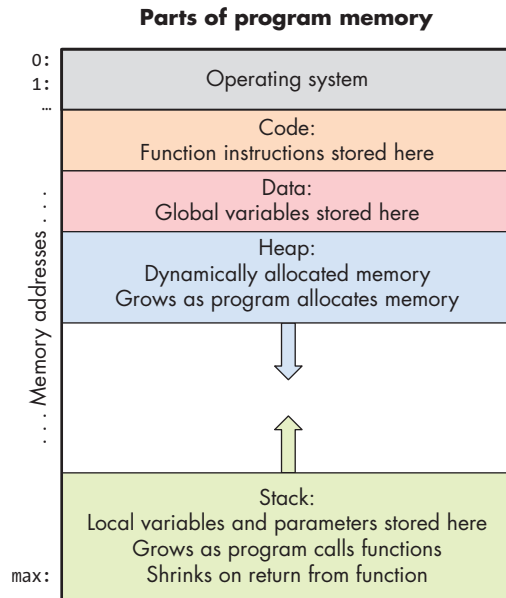 Parts of program memory
0:
1:
…
Operating system
Code:
Function instructions stored here
Data:
Global variables stored here
Heap:
Dynamically allocated memory
Grows as program allocates memory
. . . Memory addresses . . .
Stack:
Local variables and parameters stored here
Grows as program calls functions
max:
Shrinks on return from function